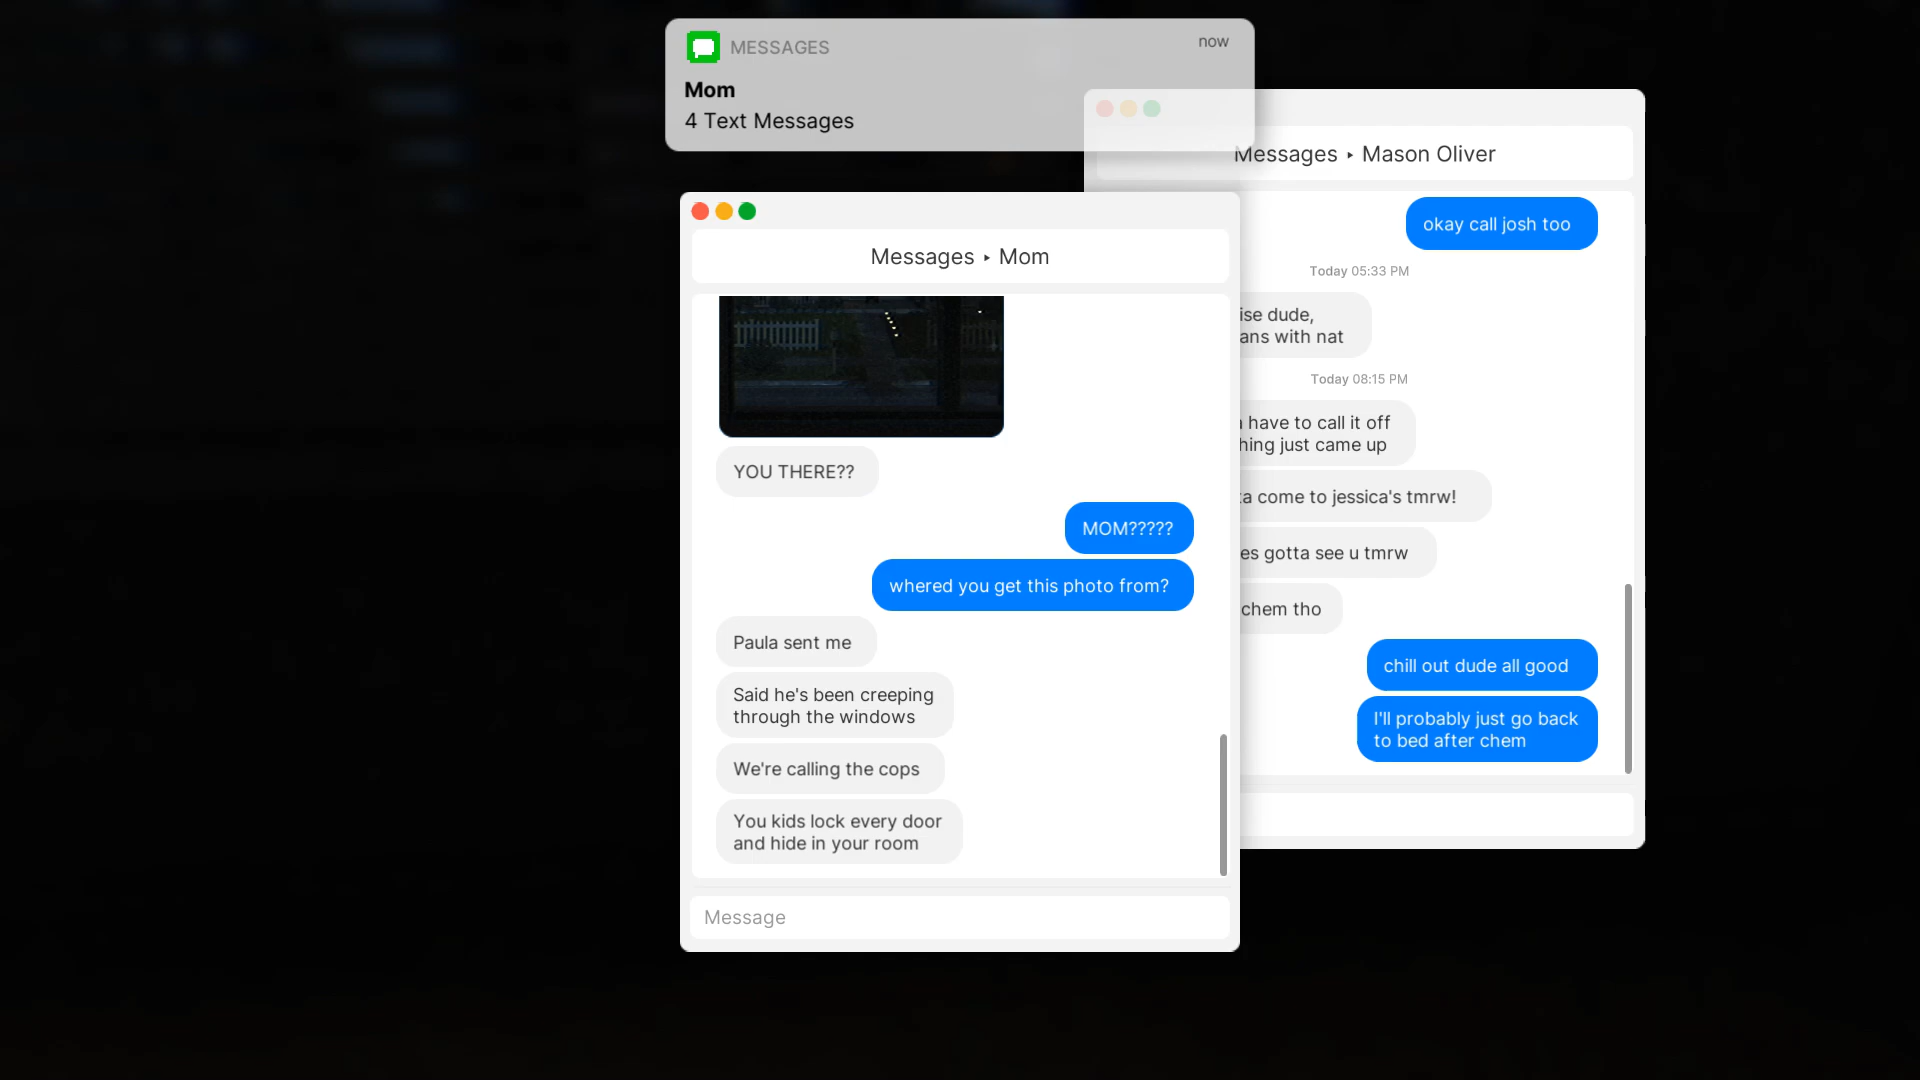 MESSAGES
now
Mom
4 Text Messages
Messages ‣ Mason Oliver
okay call josh too
Today 05:33 PM
dude,
with nat
Today 08:15 PM
have to call it off
just came up
come to jessica's tmrw!
gotta see u tmrw
chem tho
chill out dude all good
I'll probably just go back
to bed after chem
Messages ‣ Mom
YOU THERE??
MOM?????
whered you get this photo from?
Paula sent me
Said he's been creeping
through the windows
We're calling the cops
You kids lock every door
and hide in your room
Message